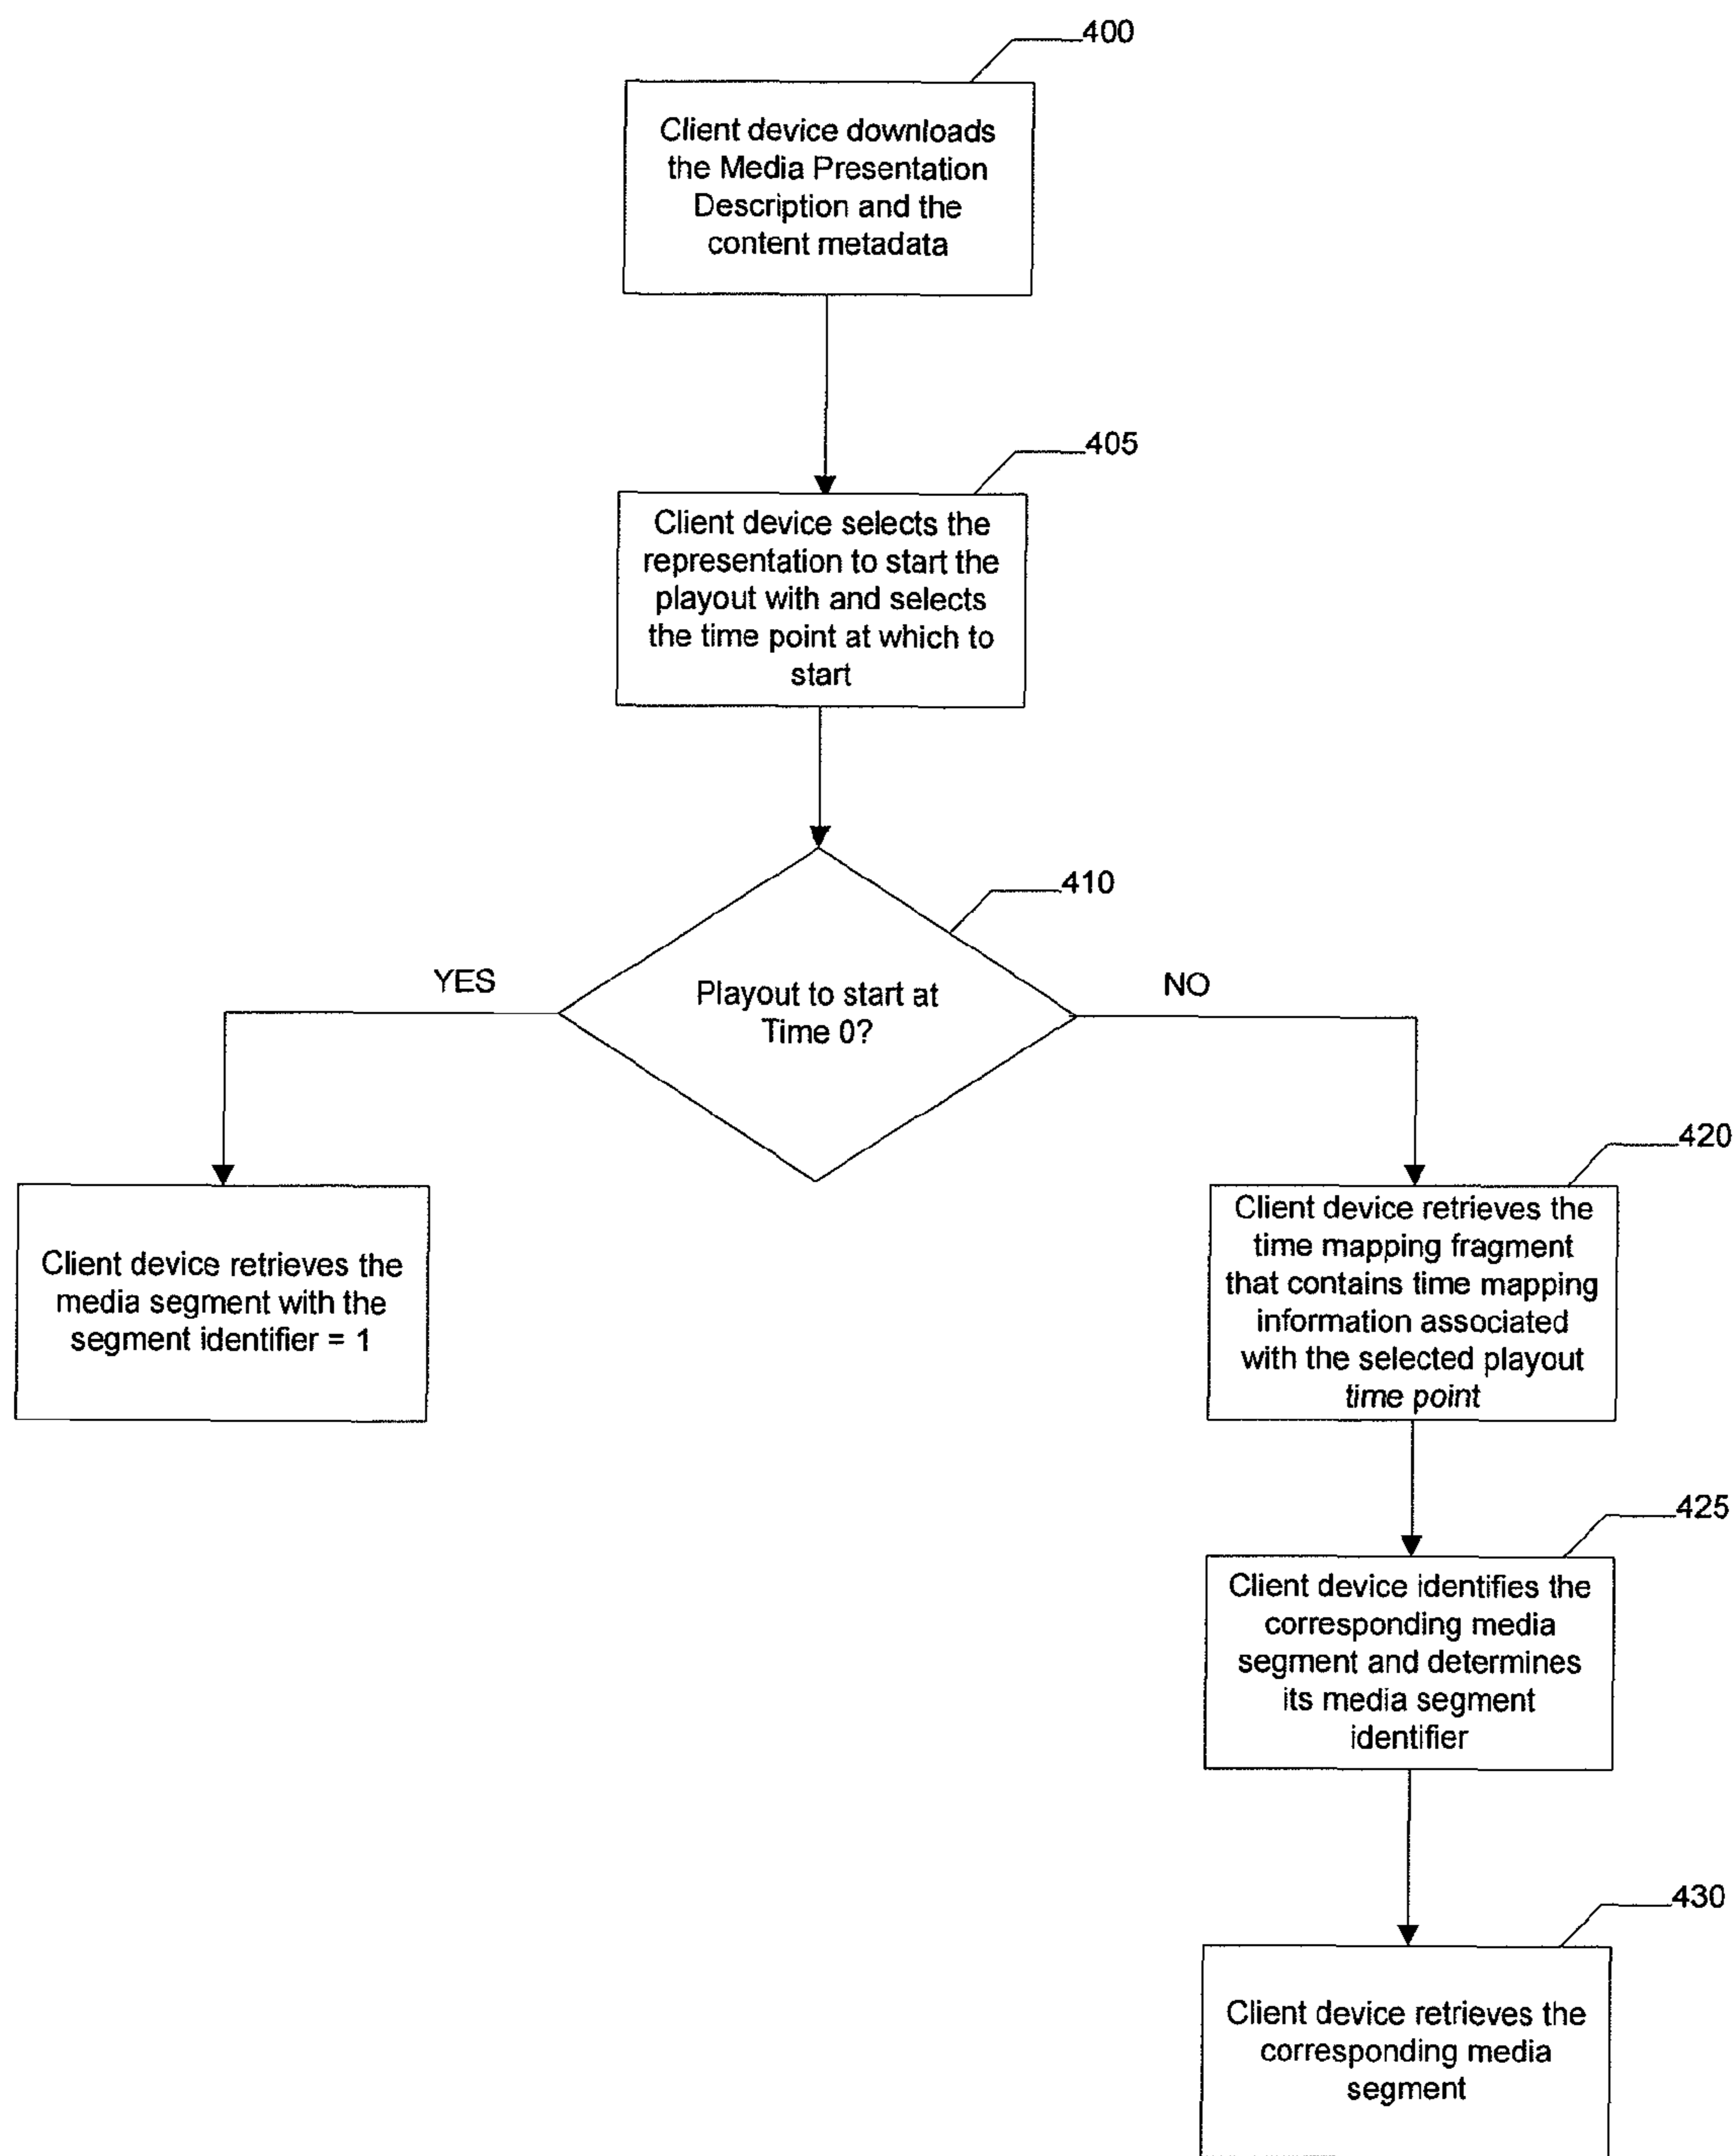 400
Client device downloads
the Media Presentation
Description and the
content metadata
405
Client device selects the
representation to start the
playout with and selects
the time point at which to
start
410
Playout to start at
Time 0?
YES
NO
Client device retrieves the
media segment with the
segment identifier = 1
420
Client device retrieves the
time mapping fragment
that contains time mapping
information associated
with the selected playout
time point
425
Client device identifies the
corresponding media
segment and determines
its media segment
identifier
430
Client device retrieves the
corresponding media
segment